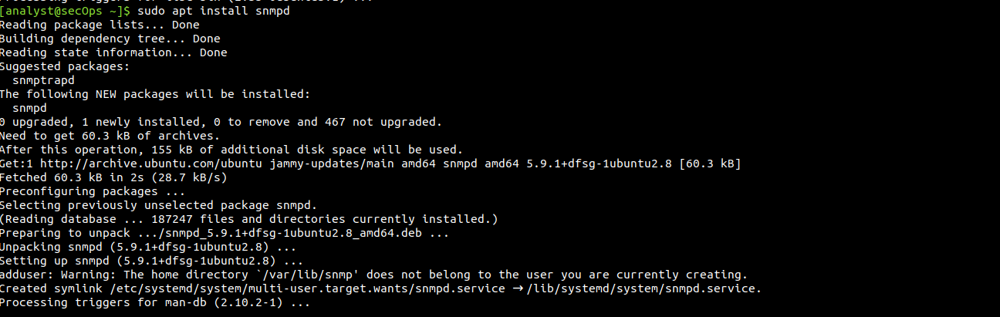 [analyst@secOps ~]$ sudo apt install snmpd
Reading package lists... Done
Building dependency tree... Done
Reading state information... Done
Suggested packages:
  snmptrapd
The following NEW packages will be installed:
  snmpd
0 upgraded, 1 newly installed, 0 to remove and 467 not upgraded.
Need to get 60.3 kB of archives.
After this operation, 155 kB of additional disk space will be used.
Get:1 http://archive.ubuntu.com/ubuntu jammy-updates/main amd64 snmpd amd64 5.9.1+dfsg-1ubuntu2.8 [60.3 kB]
Fetched 60.3 kB in 2s (28.7 kB/s)
Preconfiguring packages ...
Selecting previously unselected package snmpd.
(Reading database ... 187247 files and directories currently installed.)
Preparing to unpack .../snmpd_5.9.1+dfsg-1ubuntu2.8_amd64.deb ...
Unpacking snmpd (5.9.1+dfsg-1ubuntu2.8) ...
Setting up snmpd (5.9.1+dfsg-1ubuntu2.8) ...
adduser: Warning: The home directory `/var/lib/snmp' does not belong to the user you are currently creating.
Created symlink /etc/systemd/system/multi-user.target.wants/snmpd.service → /lib/systemd/system/snmpd.service.
Processing triggers for man-db (2.10.2-1) ...